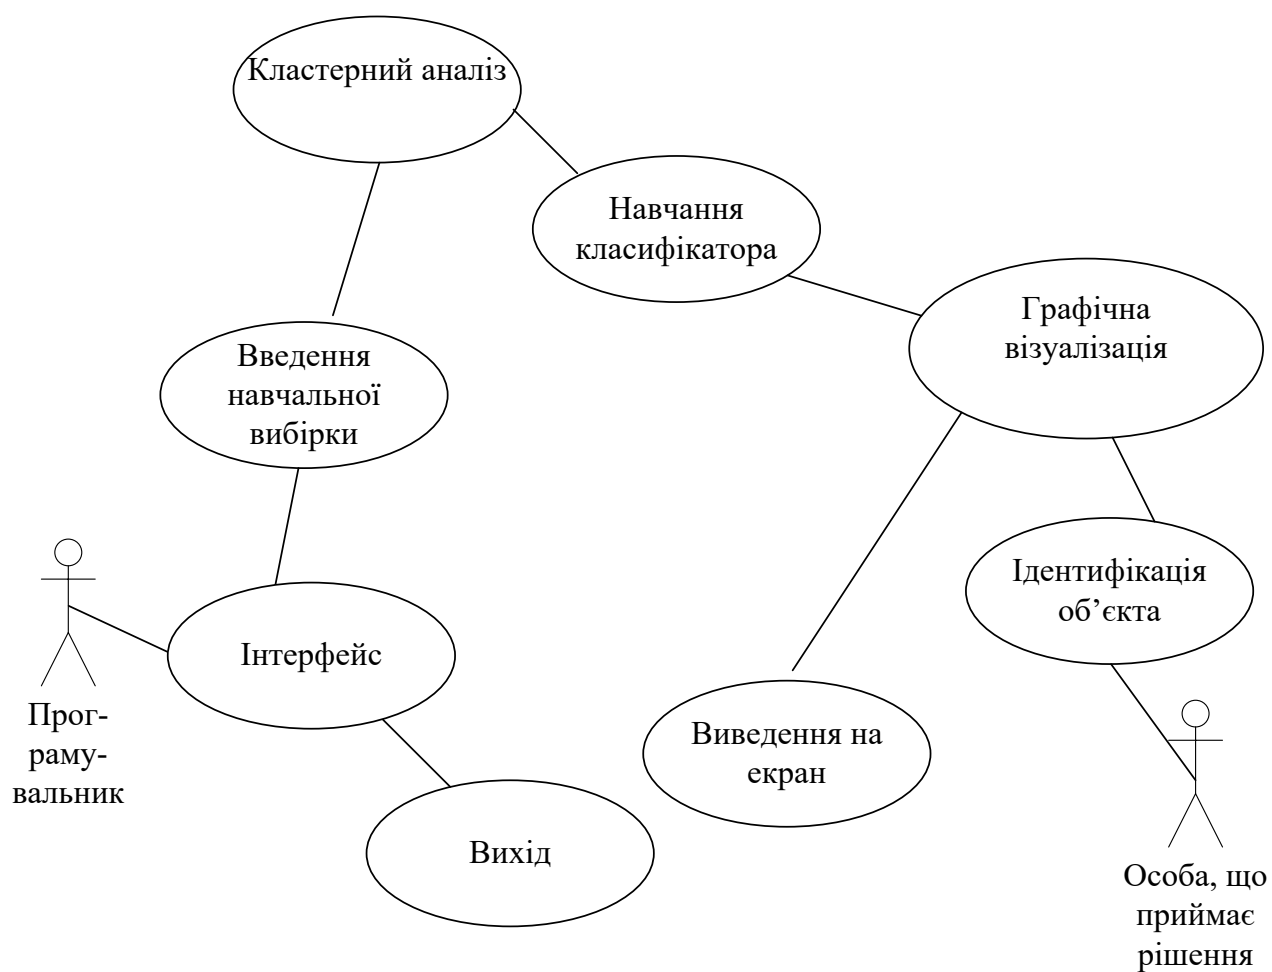 Кластерний аналіз
Навчання
класифікатора
Графічна
візуалізація
Введення
навчальної
вибірки
Ідентифікація
об’єкта
Інтерфейс
Прог-
раму-
вальник
Виведення на
екран
Вихід
Особа, що
приймає
рішення